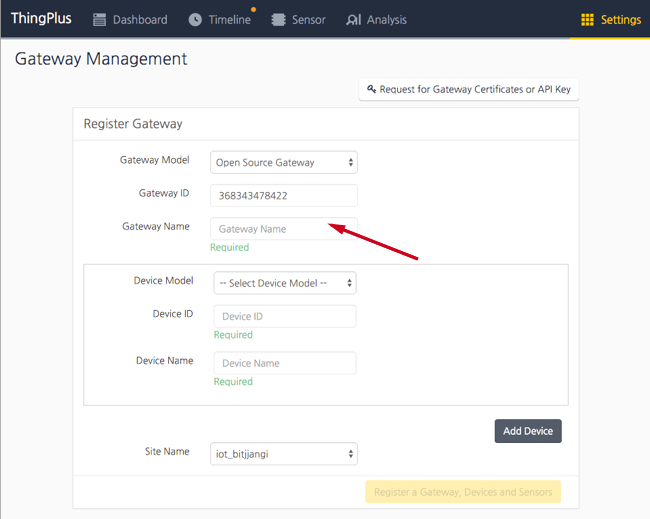 ThingPlus Dashboard Timeline Sensor Analysis Settings
Gateway Management
Request for Gateway Certificates or API Key
Register Gateway
Gateway Model Open Source Gateway
Gateway ID 368343478422
Gateway Name Gateway Name
Required
Device Model -- Select Device Model --
Device ID Device ID
Required
Device Name Device Name
Required
Add Device
Site Name iot_bitjjangi
Register a Gateway, Devices and Sensors